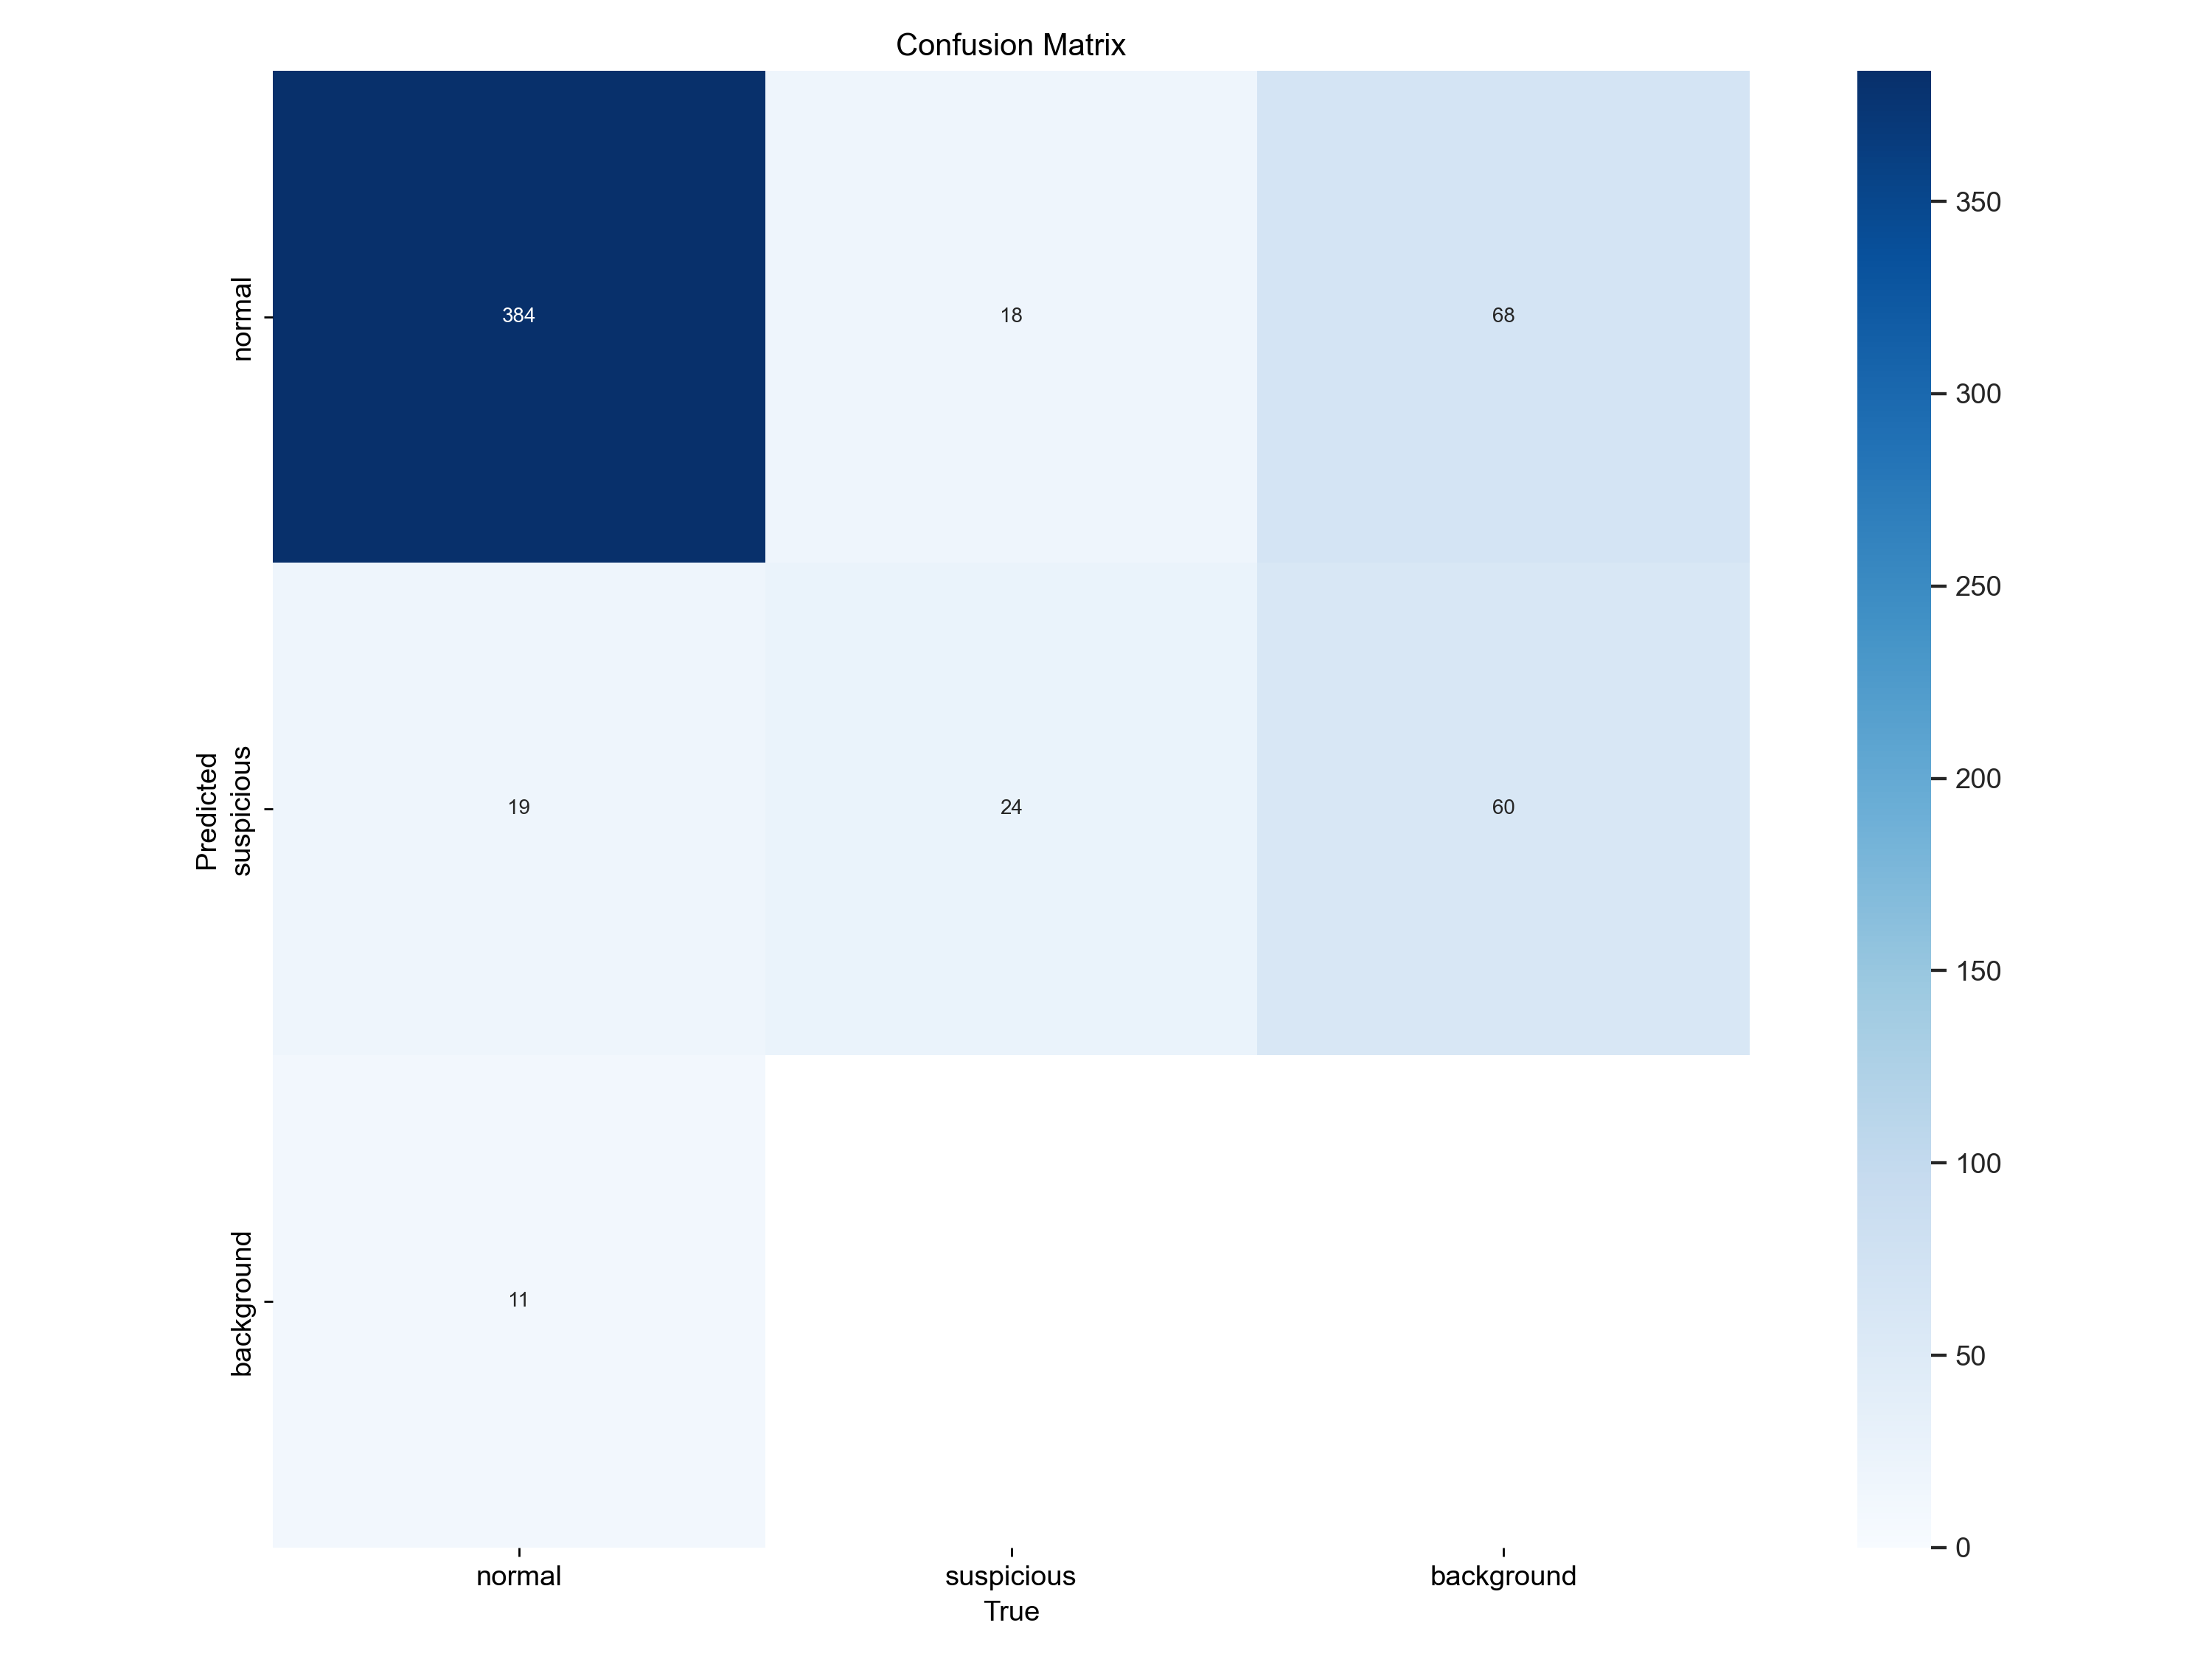 Confusion Matrix
normal
384
18
68
350
300
250
200
150
100
50
0
Predicted
suspicious
19
24
60
background
11
normal
suspicious
background
True